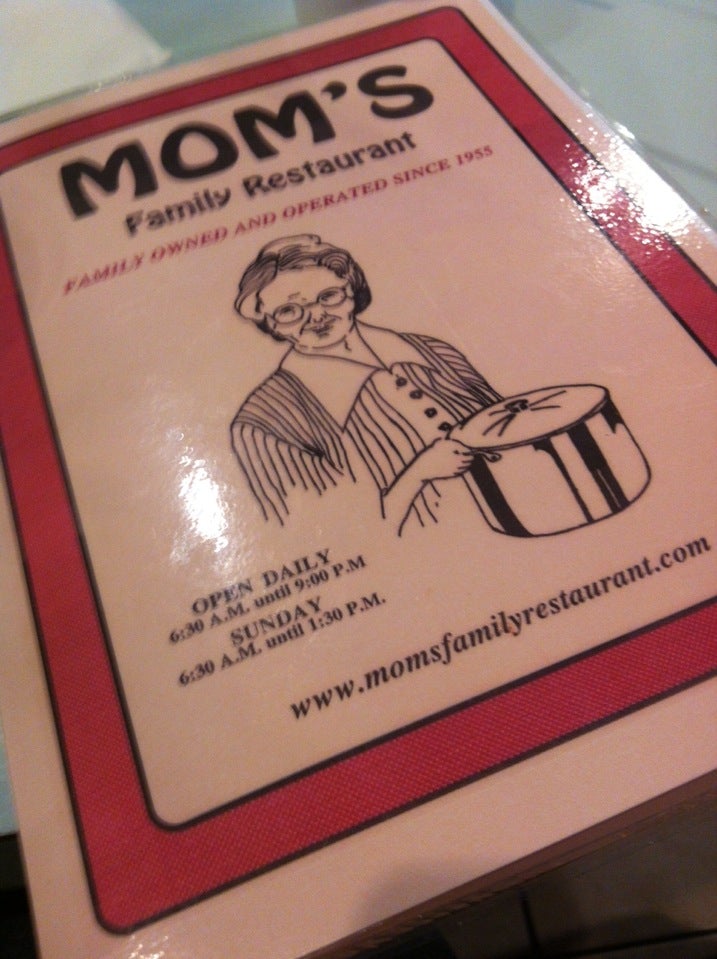 MOM'S
Family Restaurant
FAMILY OWNED AND OPERATED SINCE 1955
OPEN DAILY
6:30 A.M. until 9:00 P.M
SUNDAY
6:30 A.M. until 1:30 P.M.
www.momsfamilyrestaurant.com